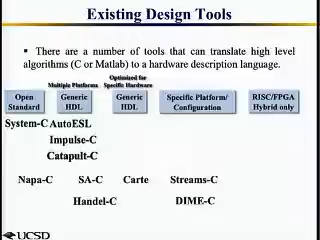 Existing Design Tools
▪ There are a number of tools that can translate high level
algorithms (C or Matlab) to a hardware description language.
Multiple Platforms
Optimized for
Specific Hardware
Open
Standard
Generic
HDL
Generic
HDL
Specific Platform/
Configuration
RISC/FPGA
Hybrid only
System-C AutoESL
Impulse-C
Catapult-C
Napa-C SA-C Carte Streams-C
Handel-C DIME-C
UCSD